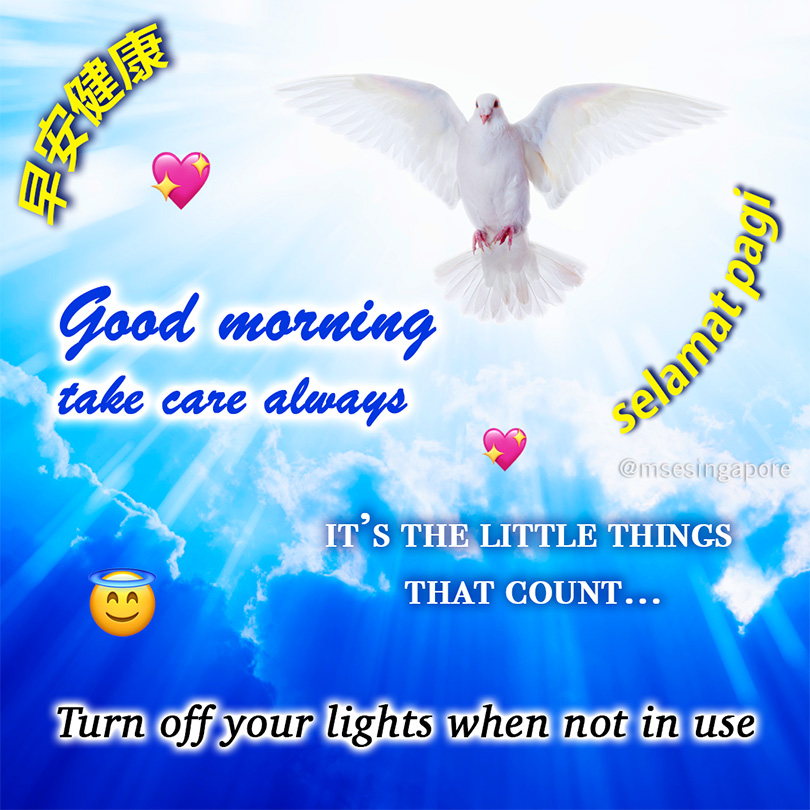 早安健康
selamat pagi
Good morning
take care always
@msesingapore
IT'S THE LITTLE THINGS
THAT COUNT...
Turn off your lights when not in use